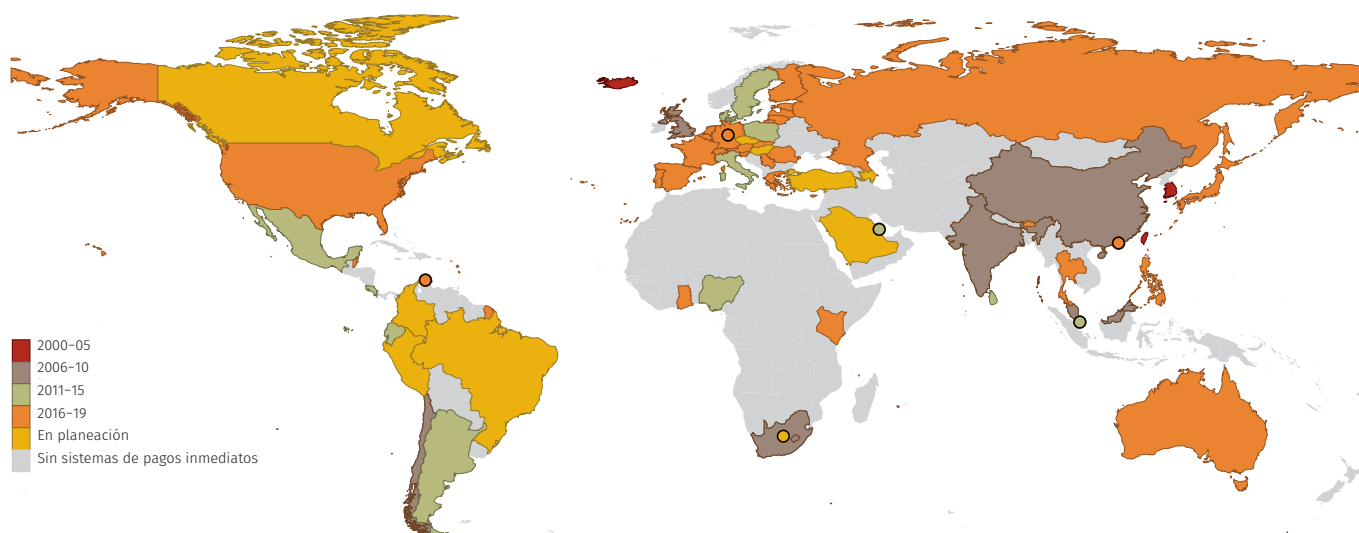 2000-05
2006-10
2011-15
2016-19
En planeación
Sin sistemas de pagos inmediatos